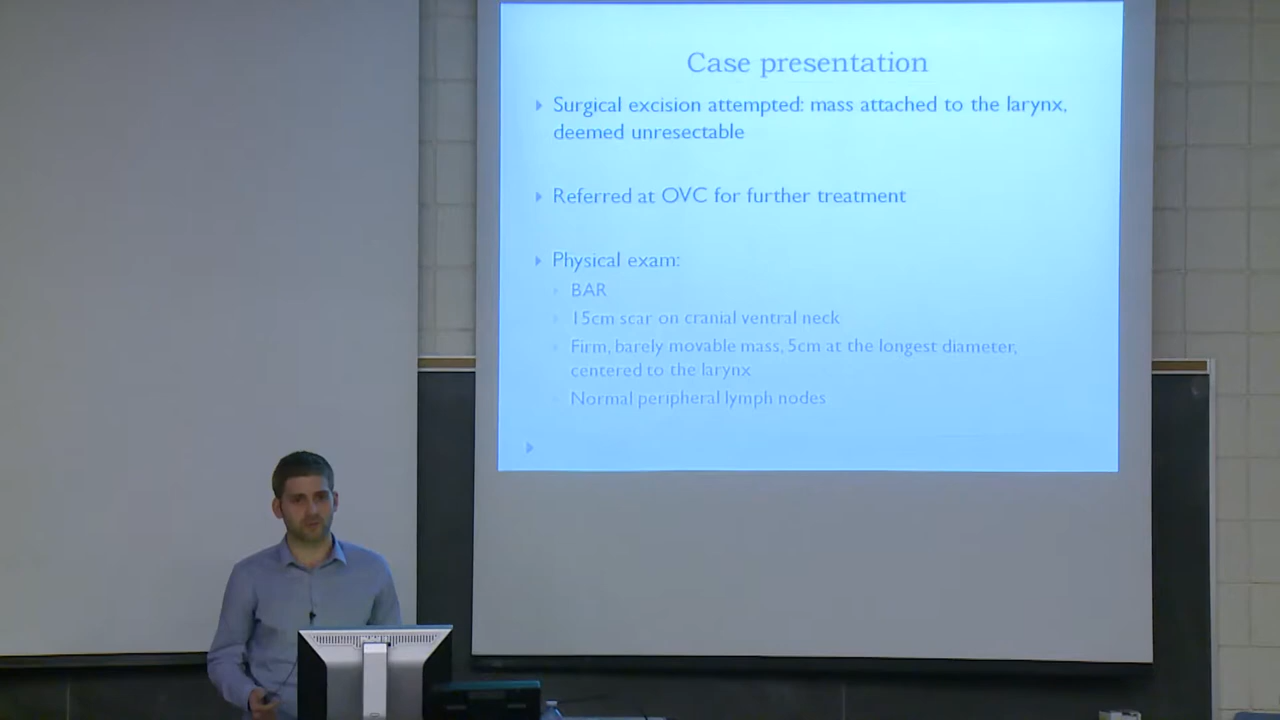 Case presentation
Surgical excision attempted: mass attached to the larynx,
deemed unresectable
Referred at OVC for further treatment
Physical exam:
BAR
15cm scar on cranial ventral neck
Firm, barely movable mass, 5cm at the longest diameter,
centered to the larynx
Normal peripheral lymph nodes